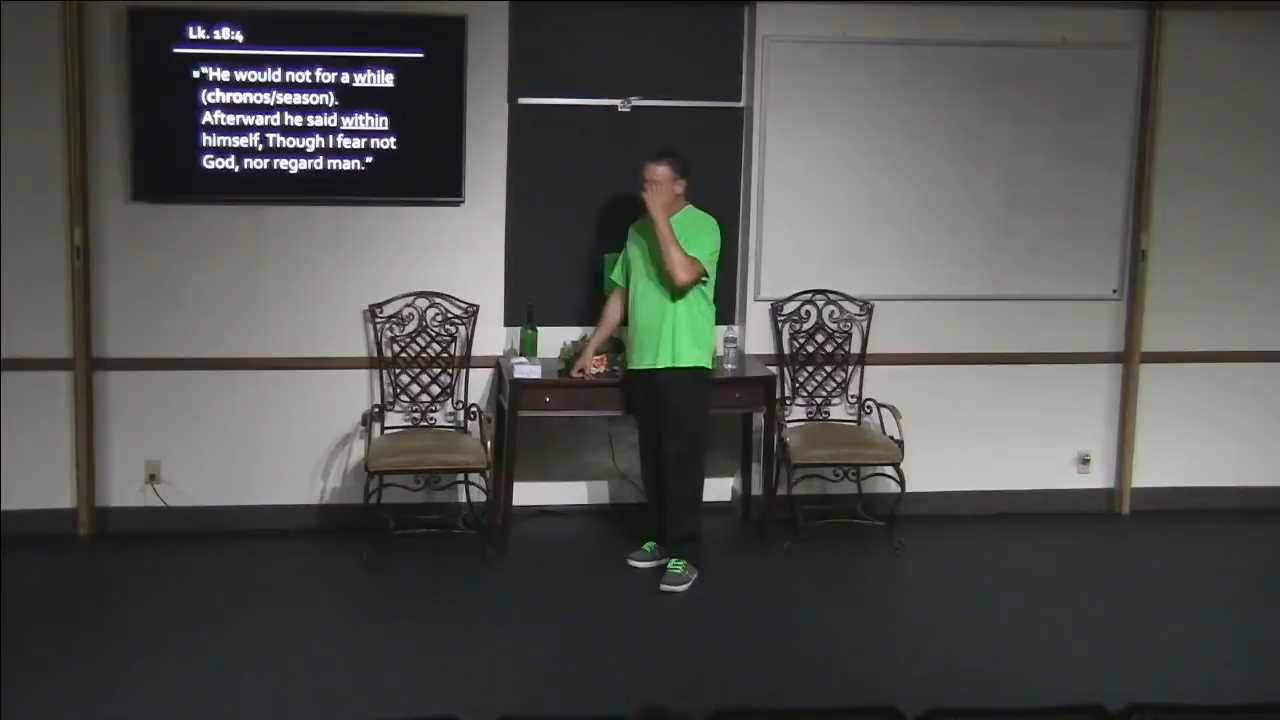 Lk. 18:4
"He would not for a while
(chronos/season).
Afterward he said within
himself, Though I fear not
God, nor regard man."